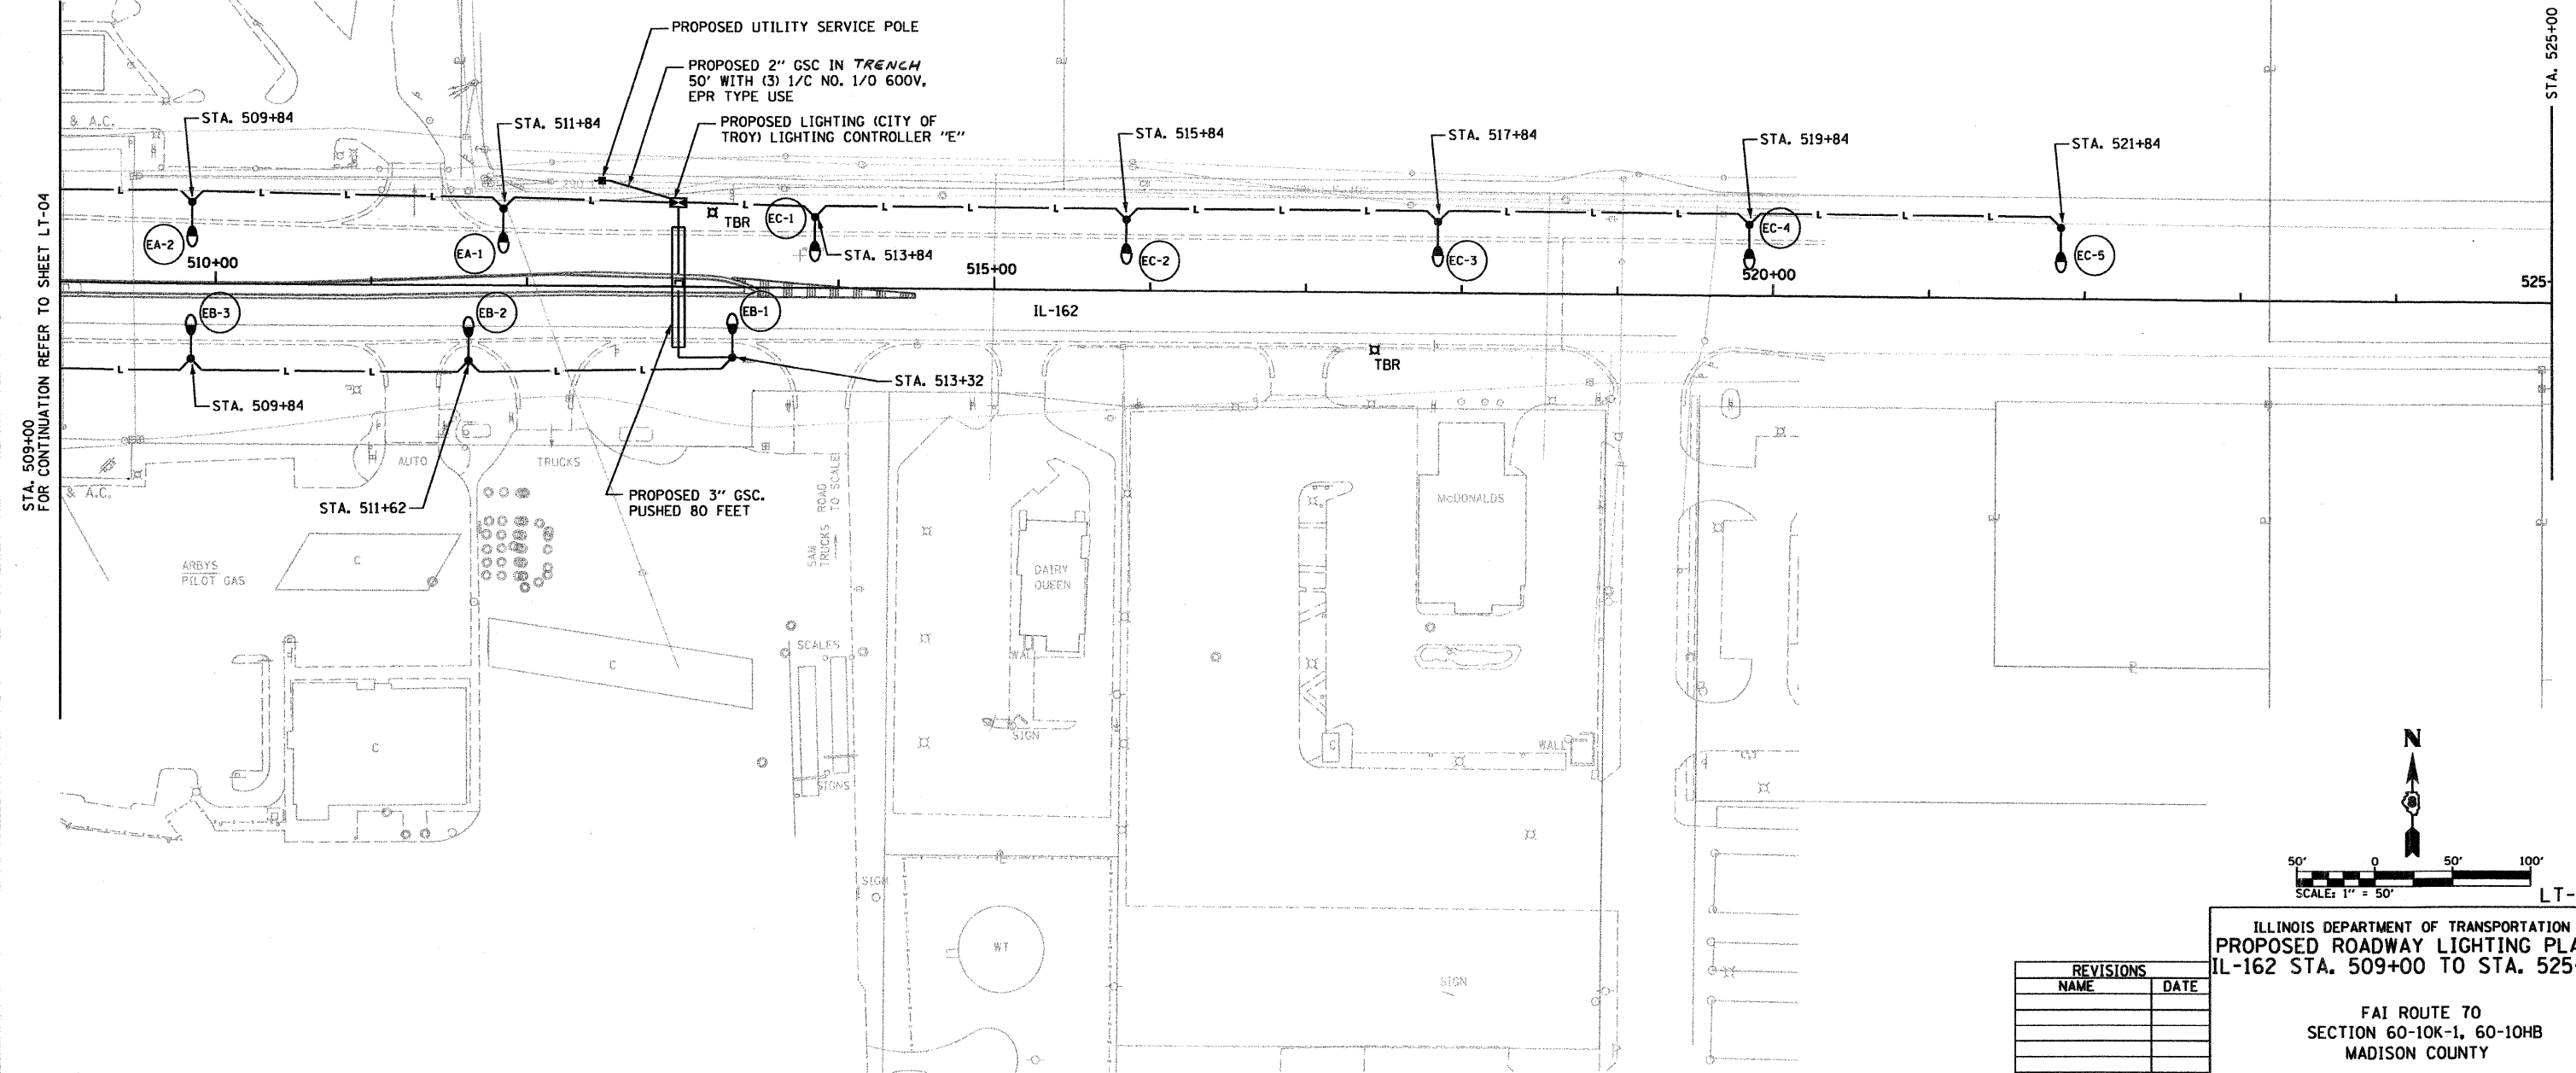 PROPOSED UTILITY SERVICE POLE
PROPOSED 2" GSC IN TRENCH
50' WITH (3) 1/C NO. 1/0 600V,
EPR TYPE USE
PROPOSED LIGHTING (CITY OF
TROY) LIGHTING CONTROLLER "E"
STA. 509+84
STA. 511+84
STA. 515+84
STA. 517+84
STA. 519+84
STA. 521+84
STA. 525+00
& A.C.
L L L L L L L L L L L L L L L L
TBR
EA-2
EA-1
EC-1
STA. 513+84
EC-2
EC-3
EC-4
EC-5
510+00
515+00
520+00
525
IL-162
EB-3
EB-2
EB-1
L L L L L
TBR
STA. 513+32
STA. 509+84
STA. 511+62
PROPOSED 3" GSC.
PUSHED 80 FEET
STA. 509+00
FOR CONTINUATION REFER TO SHEET LT-04
& A.C.
AUTO
TRUCKS
SAM
TRUCKS ROAD
TO SCALE
ARBYS
PILOT GAS
C
C
C
SCALES
SIGNS
DAIRY
QUEEN
WALL
SIGN
McDONALDS
C
WALL
SIGN
WT
SIGN
N
50' 0 50' 100'
SCALE: 1" = 50'
LT-
ILLINOIS DEPARTMENT OF TRANSPORTATION
PROPOSED ROADWAY LIGHTING PLA
IL-162 STA. 509+00 TO STA. 525
FAI ROUTE 70
SECTION 60-10K-1, 60-10HB
MADISON COUNTY
REVISIONS
NAME DATE